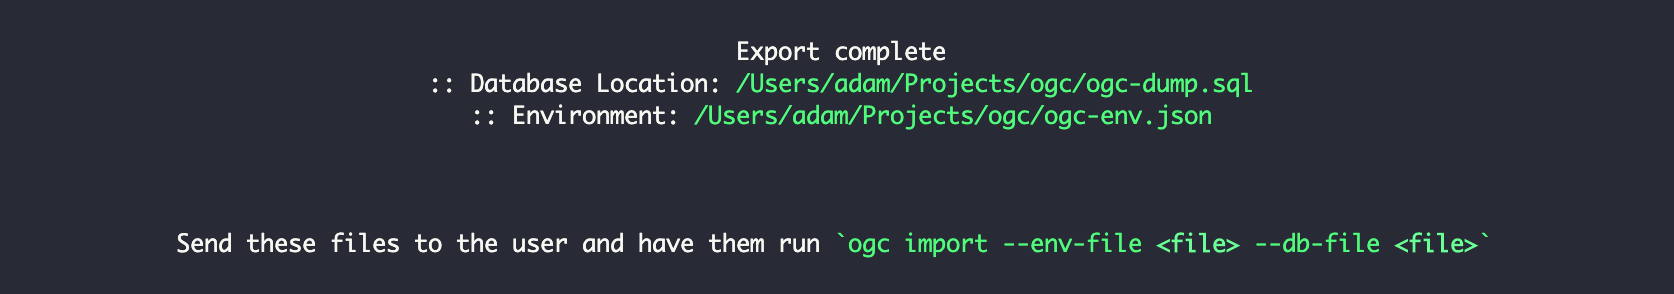 Export complete
:: Database Location: /Users/adam/Projects/ogc/ogc-dump.sql
:: Environment: /Users/adam/Projects/ogc/ogc-env.json
Send these files to the user and have them run `ogc import --env-file <file> --db-file <file>`